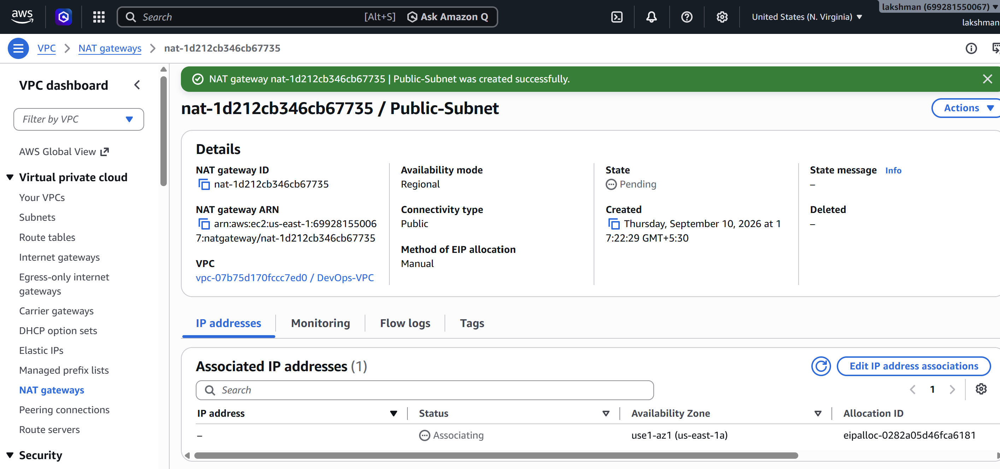 aws
Search
[Alt+S]
Ask Amazon Q
United States (N. Virginia)
lakshman (699281550067)
lakshman
VPC
NAT gateways
nat-1d212cb346cb67735
VPC dashboard
Filter by VPC
AWS Global View
Virtual private cloud
Your VPCs
Subnets
Route tables
Internet gateways
Egress-only internet
gateways
Carrier gateways
DHCP option sets
Elastic IPs
Managed prefix lists
NAT gateways
Peering connections
Route servers
Security
NAT gateway nat-1d212cb346cb67735 | Public-Subnet was created successfully.
nat-1d212cb346cb67735 / Public-Subnet
Actions
Details
NAT gateway ID
nat-1d212cb346cb67735
NAT gateway ARN
arn:aws:ec2:us-east-1:69928155006
7:natgateway/nat-1d212cb346cb67735
VPC
vpc-07b75d170fccc7ed0 / DevOps-VPC
Availability mode
Regional
Connectivity type
Public
Method of EIP allocation
Manual
State
Pending
Created
Thursday, September 10, 2026 at 1
7:22:29 GMT+5:30
State message Info
–
Deleted
–
IP addresses
Monitoring
Flow logs
Tags
Associated IP addresses (1)
Edit IP address associations
Search
1
IP address
Status
Availability Zone
Allocation ID
–
Associating
use1-az1 (us-east-1a)
eipalloc-0282a05d46fca6181